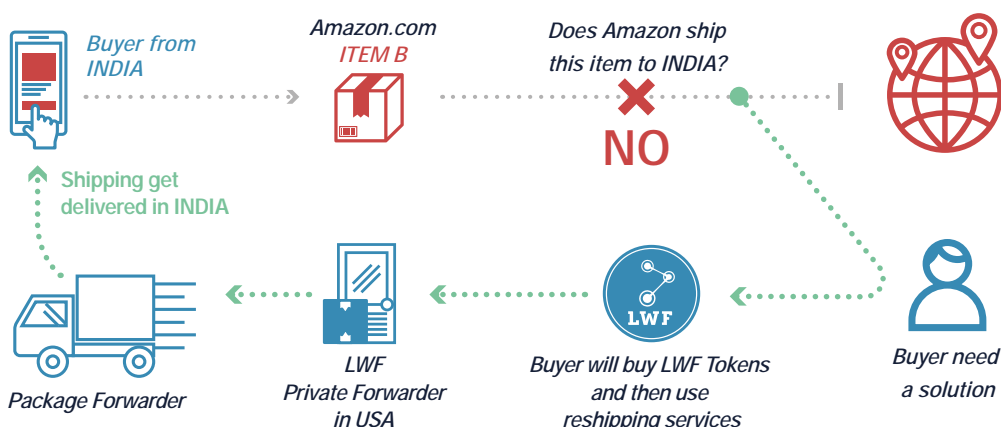 Buyer from
INDIA
Amazon.com
ITEM B
Does Amazon ship
this item to INDIA?
NO
Shipping get
delivered in INDIA
Package Forwarder
LWF
Private Forwarder
in USA
LWF
Buyer will buy LWF Tokens
and then use
reshipping services
Buyer need
a solution